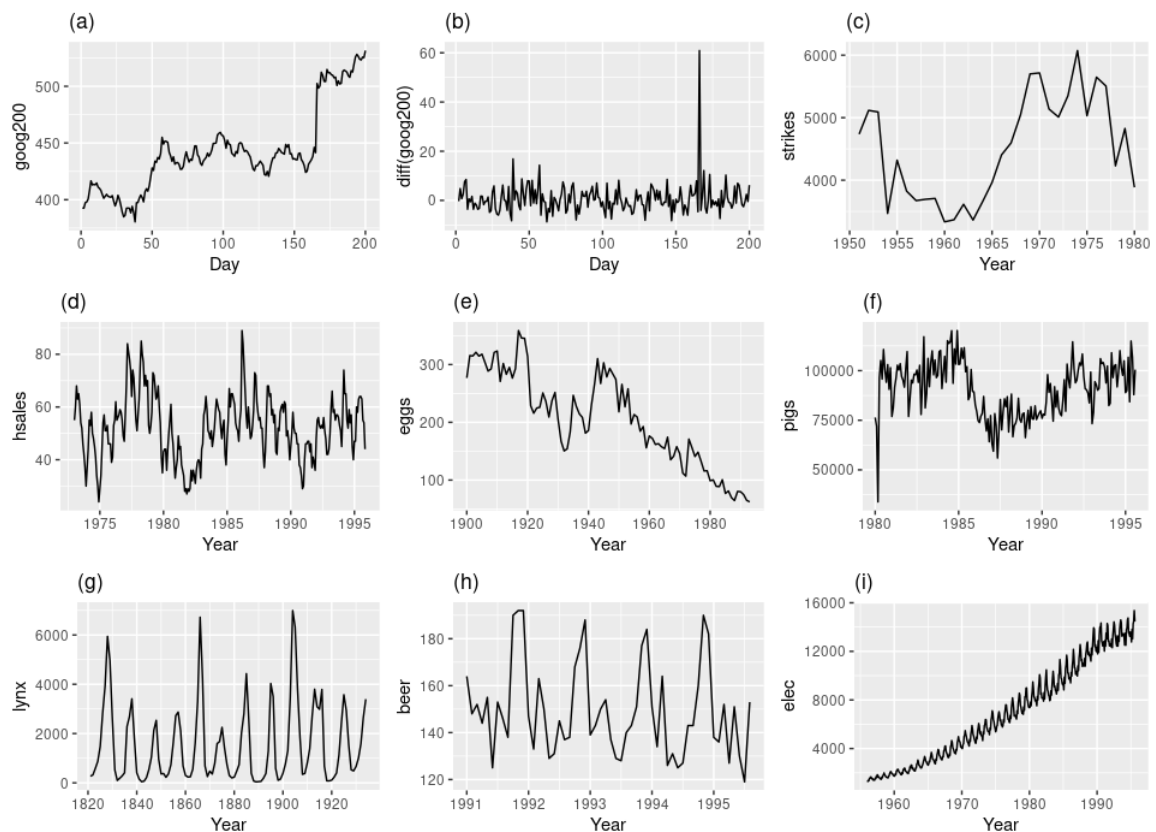 (a)
goog200
500
450
400
0
50
100
150
200
Day
(b)
diff(goog200)
60
40
20
0
0
50
100
150
200
Day
(c)
strikes
6000
5000
4000
1950
1955
1960
1965
1970
1975
1980
Year
(d)
hsales
80
60
40
1975
1980
1985
1990
1995
Year
(e)
eggs
300
200
100
1900
1920
1940
1960
1980
Year
(f)
pigs
100000
75000
50000
1980
1985
1990
1995
Year
(g)
lynx
6000
4000
2000
0
1820
1840
1860
1880
1900
1920
Year
(h)
beer
180
160
140
120
1991
1992
1993
1994
1995
Year
(i)
elec
16000
12000
8000
4000
1960
1970
1980
1990
Year